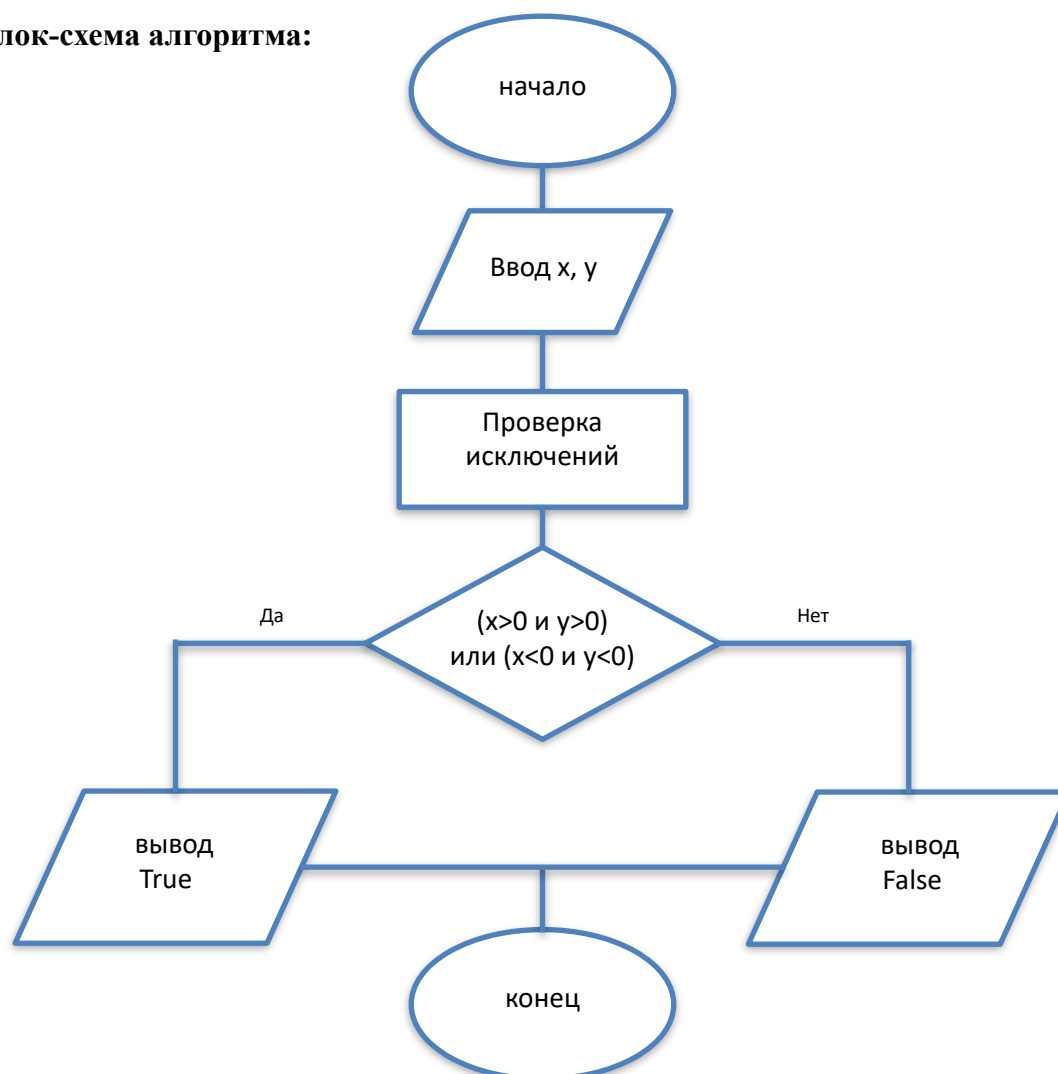 лок-схема алгоритма:
начало
Ввод x, y
Проверка
исключений
(x>0 и y>0)
или (x<0 и y<0)
Да
Нет
вывод
True
вывод
False
конец